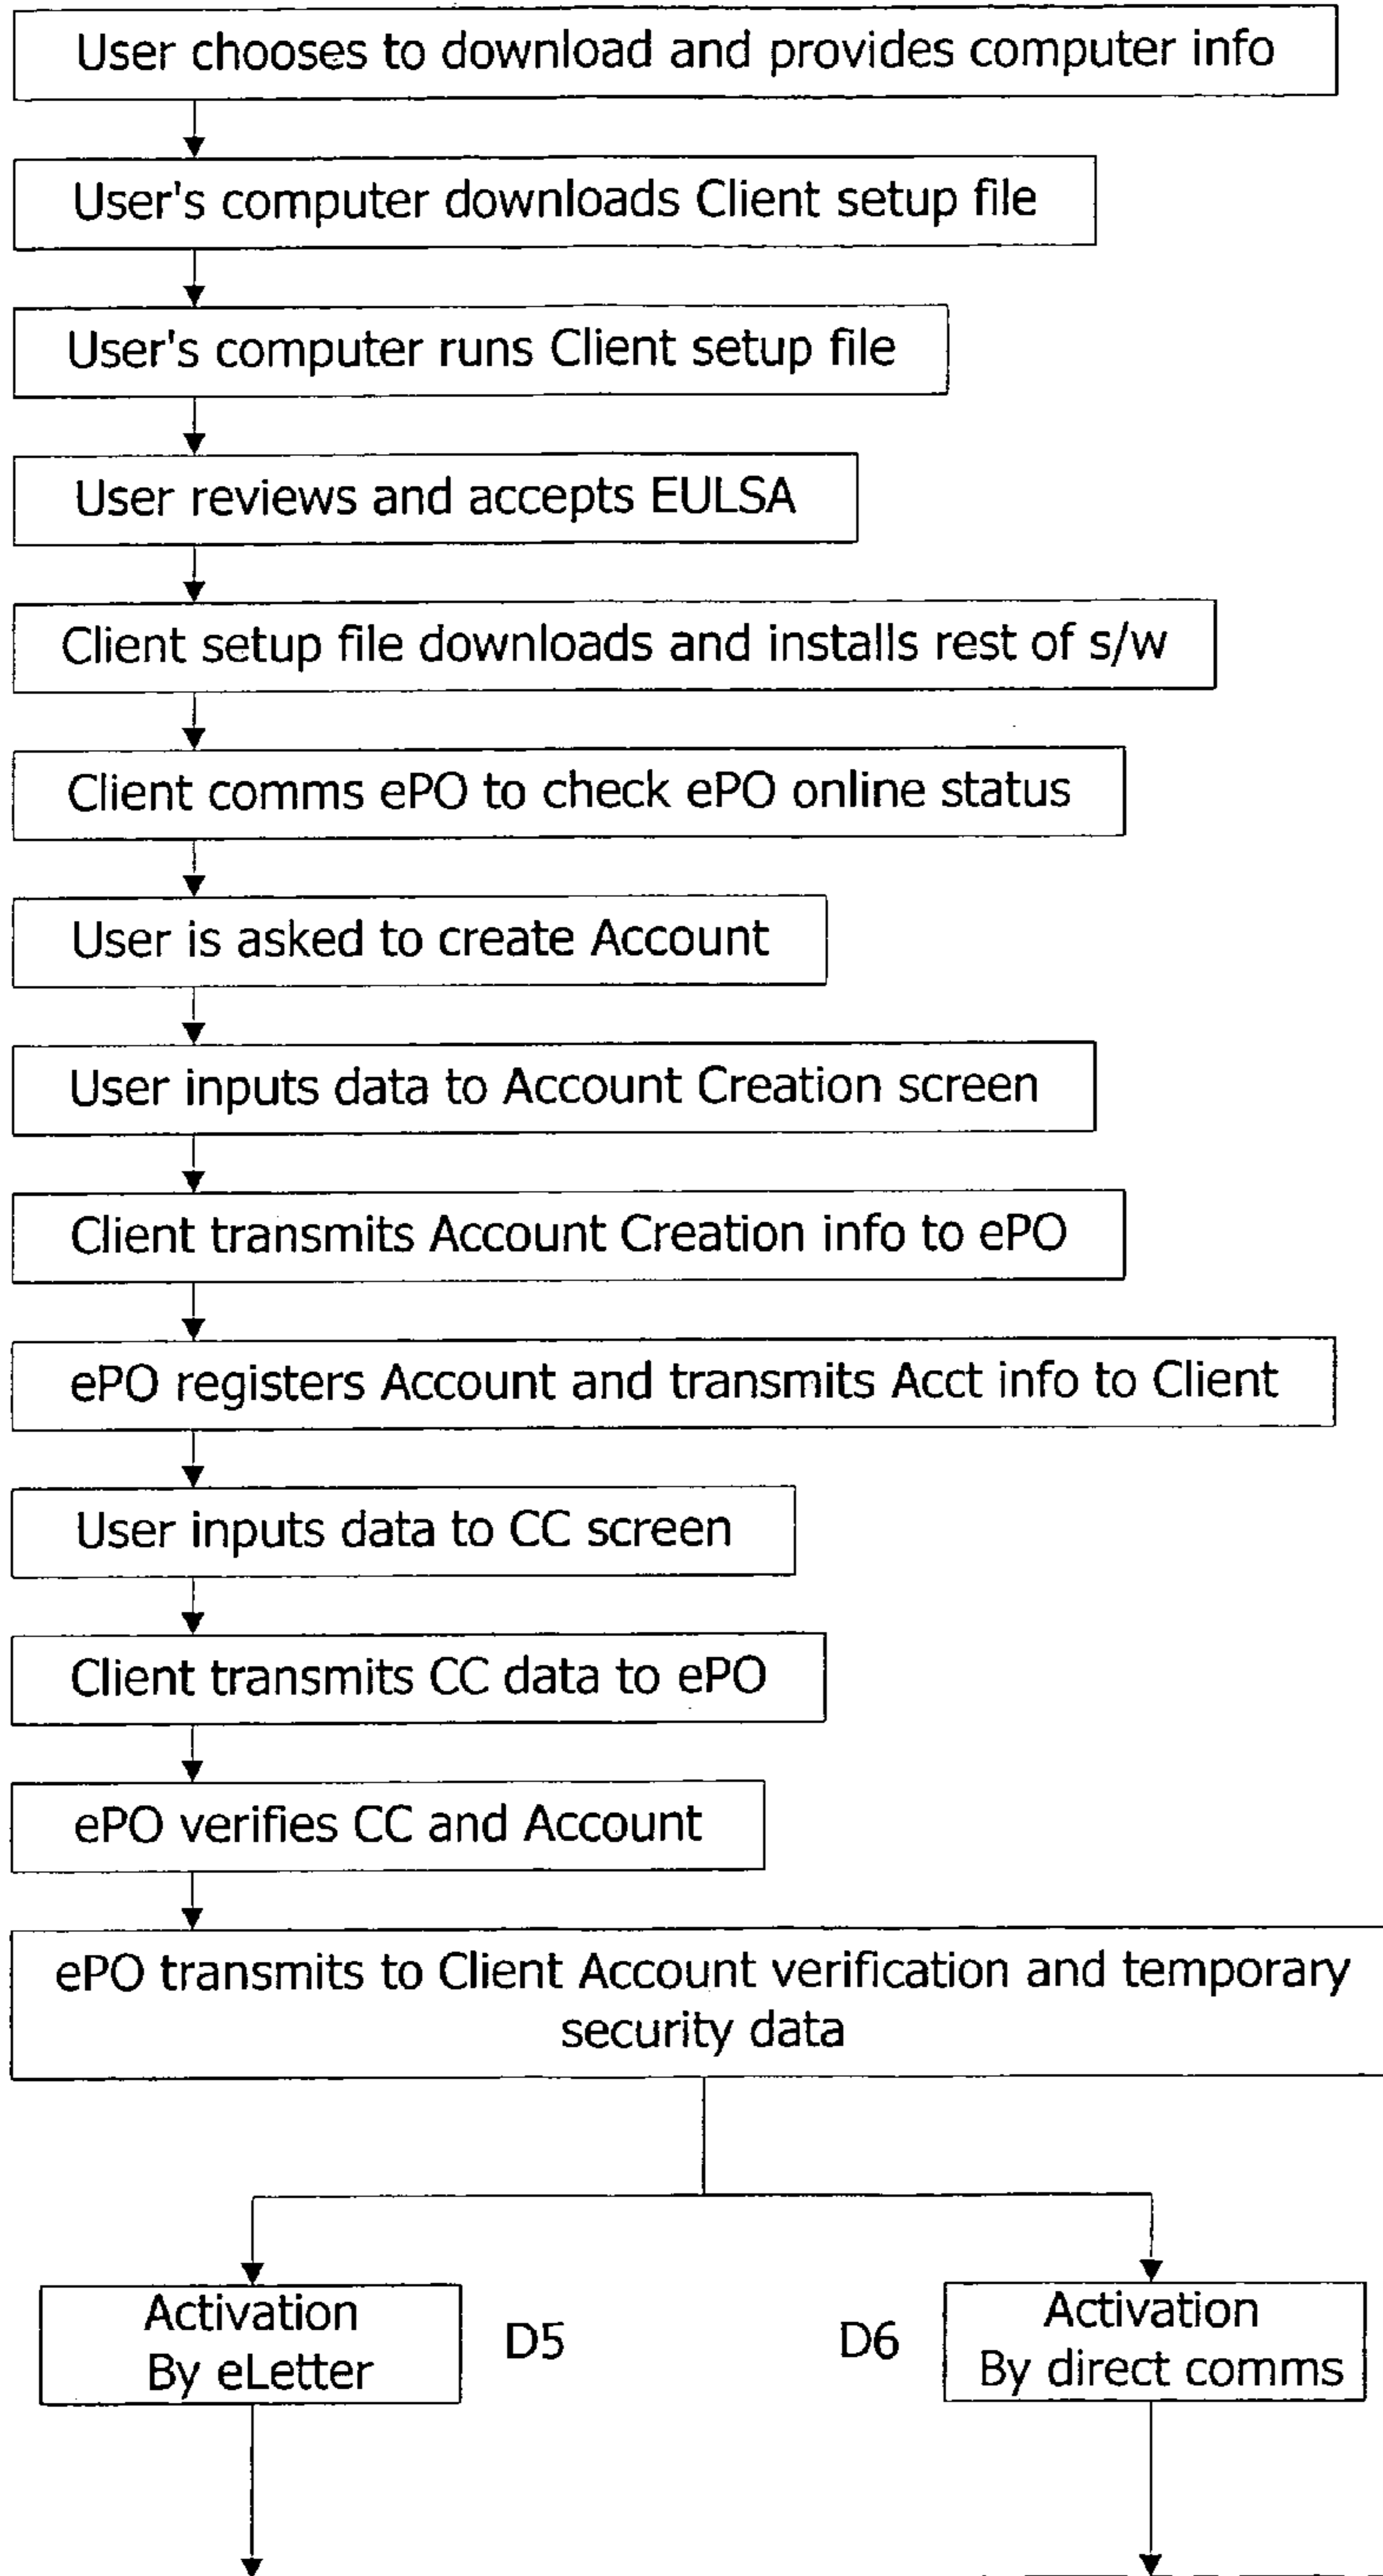 User chooses to download and provides computer info
User's computer downloads Client setup file
User's computer runs Client setup file
User reviews and accepts EULSA
Client setup file downloads and installs rest of s/w
Client comms ePO to check ePO online status
User is asked to create Account
User inputs data to Account Creation screen
Client transmits Account Creation info to ePO
ePO registers Account and transmits Acct info to Client
User inputs data to CC screen
Client transmits CC data to ePO
ePO verifies CC and Account
ePO transmits to Client Account verification and temporary
security data
Activation
By eLetter
D5
D6
Activation
By direct comms